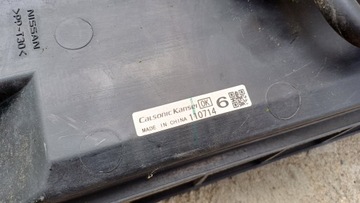 NISSAN
>PP-T30<
Calsonic Kansei OK 6
MADE IN CHINA 110714